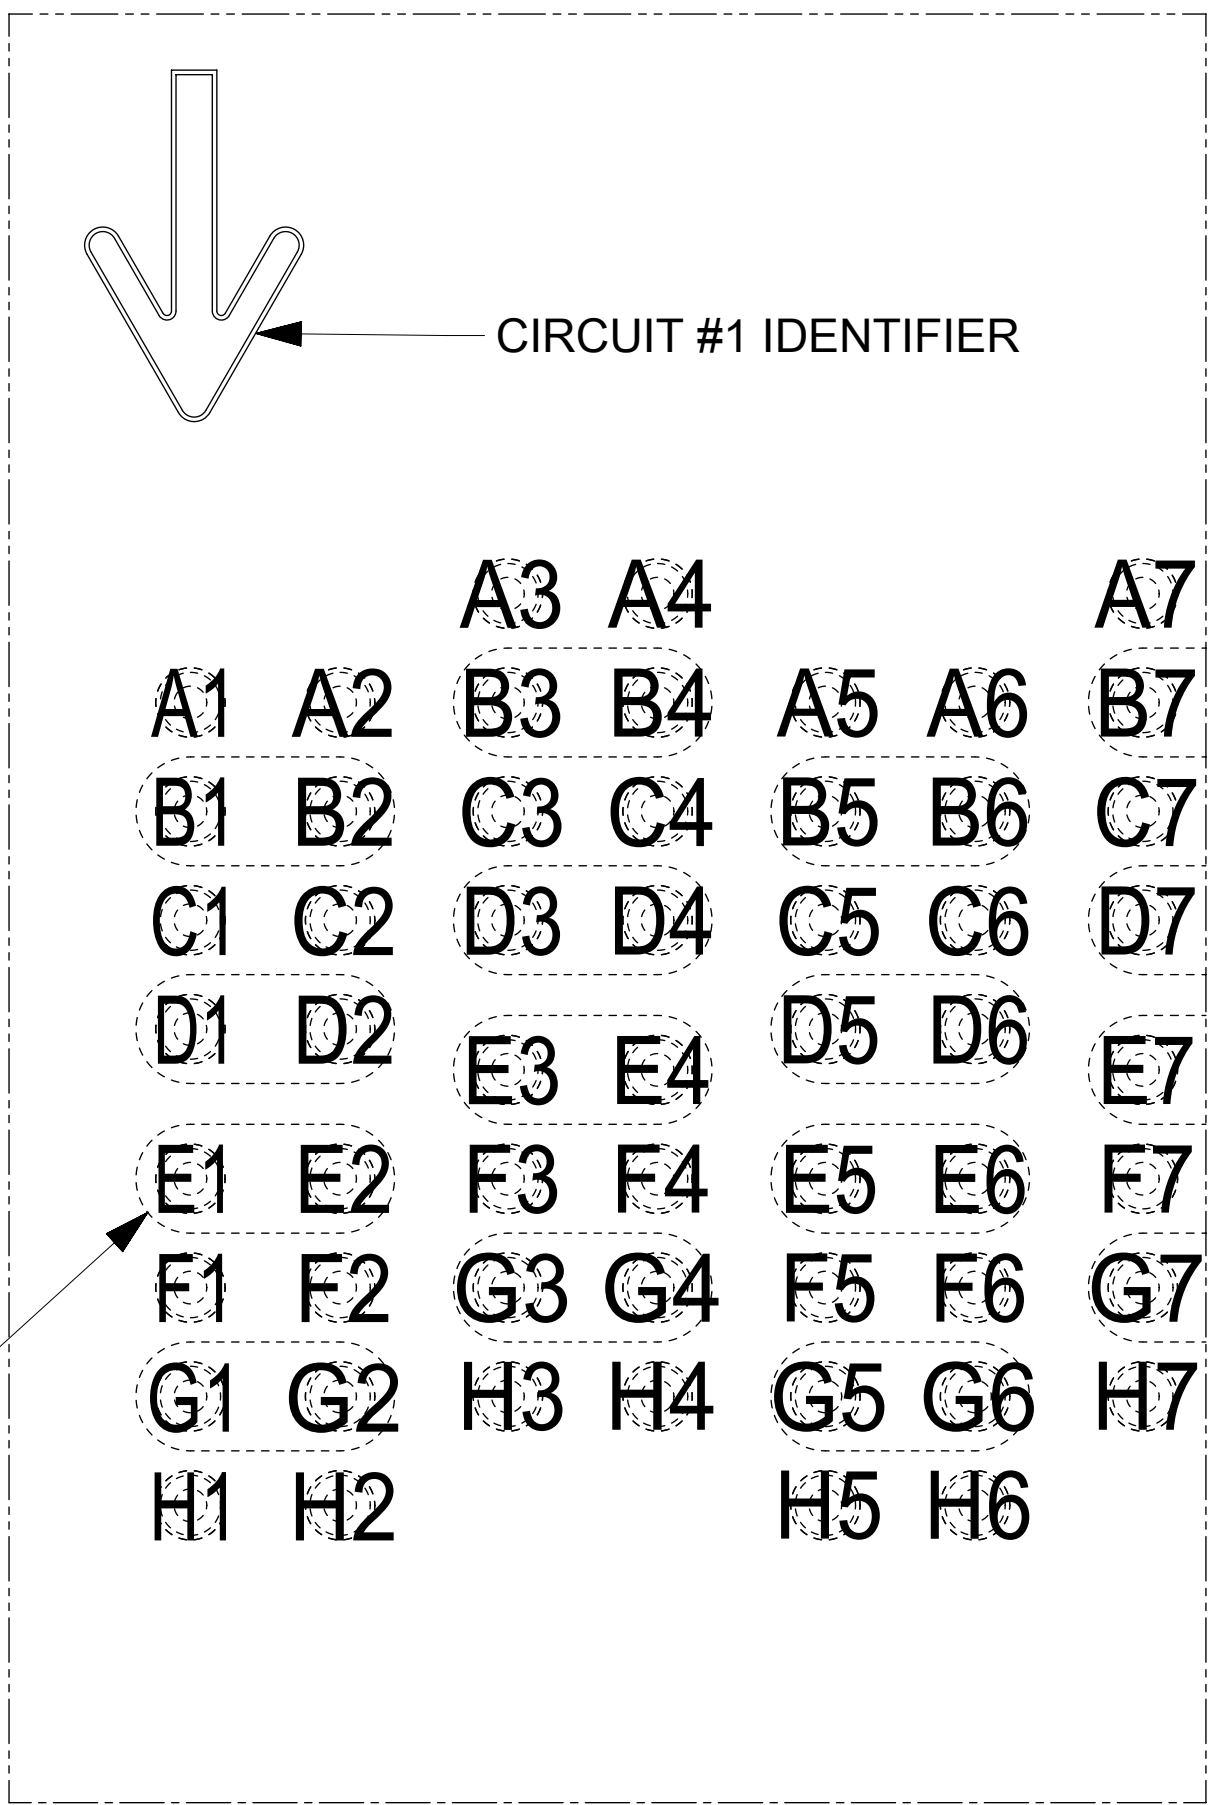 CIRCUIT #1 IDENTIFIER
A3 A4 A7
A1 A2 B3 B4 A5 A6 B7
B1 B2 C3 C4 B5 B6 C7
C1 C2 D3 D4 C5 C6 D7
D1 D2 D5 D6
E3 E4 E7
E1 E2 F3 F4 E5 E6 F7
F1 F2 G3 G4 F5 F6 G7
G1 G2 H3 H4 G5 G6 H7
H1 H2 H5 H6